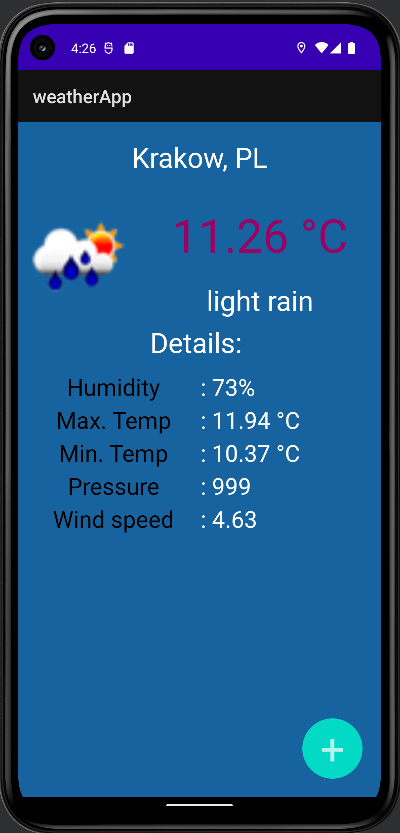 4:26
weatherApp
Krakow, PL
11.26 °C
light rain
Details:
Humidity : 73%
Max. Temp : 11.94 °C
Min. Temp : 10.37 °C
Pressure : 999
Wind speed : 4.63
+